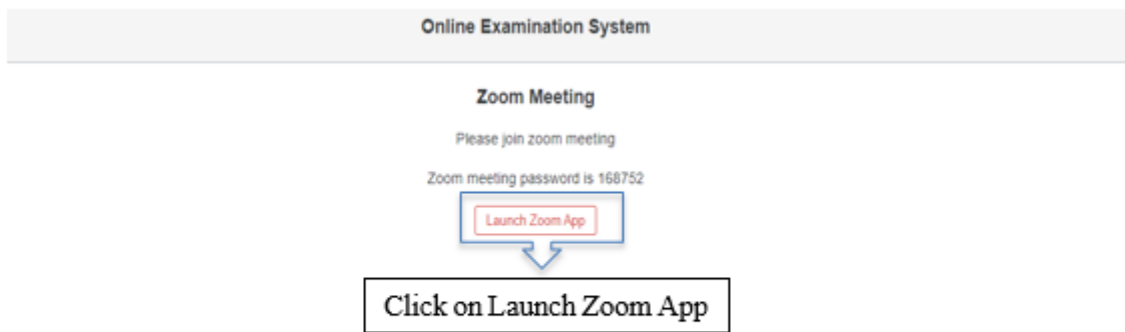 Online Examination System
Zoom Meeting
Please join zoom meeting
Zoom meeting password is 168752
Launch Zoom App
Click on Launch Zoom App